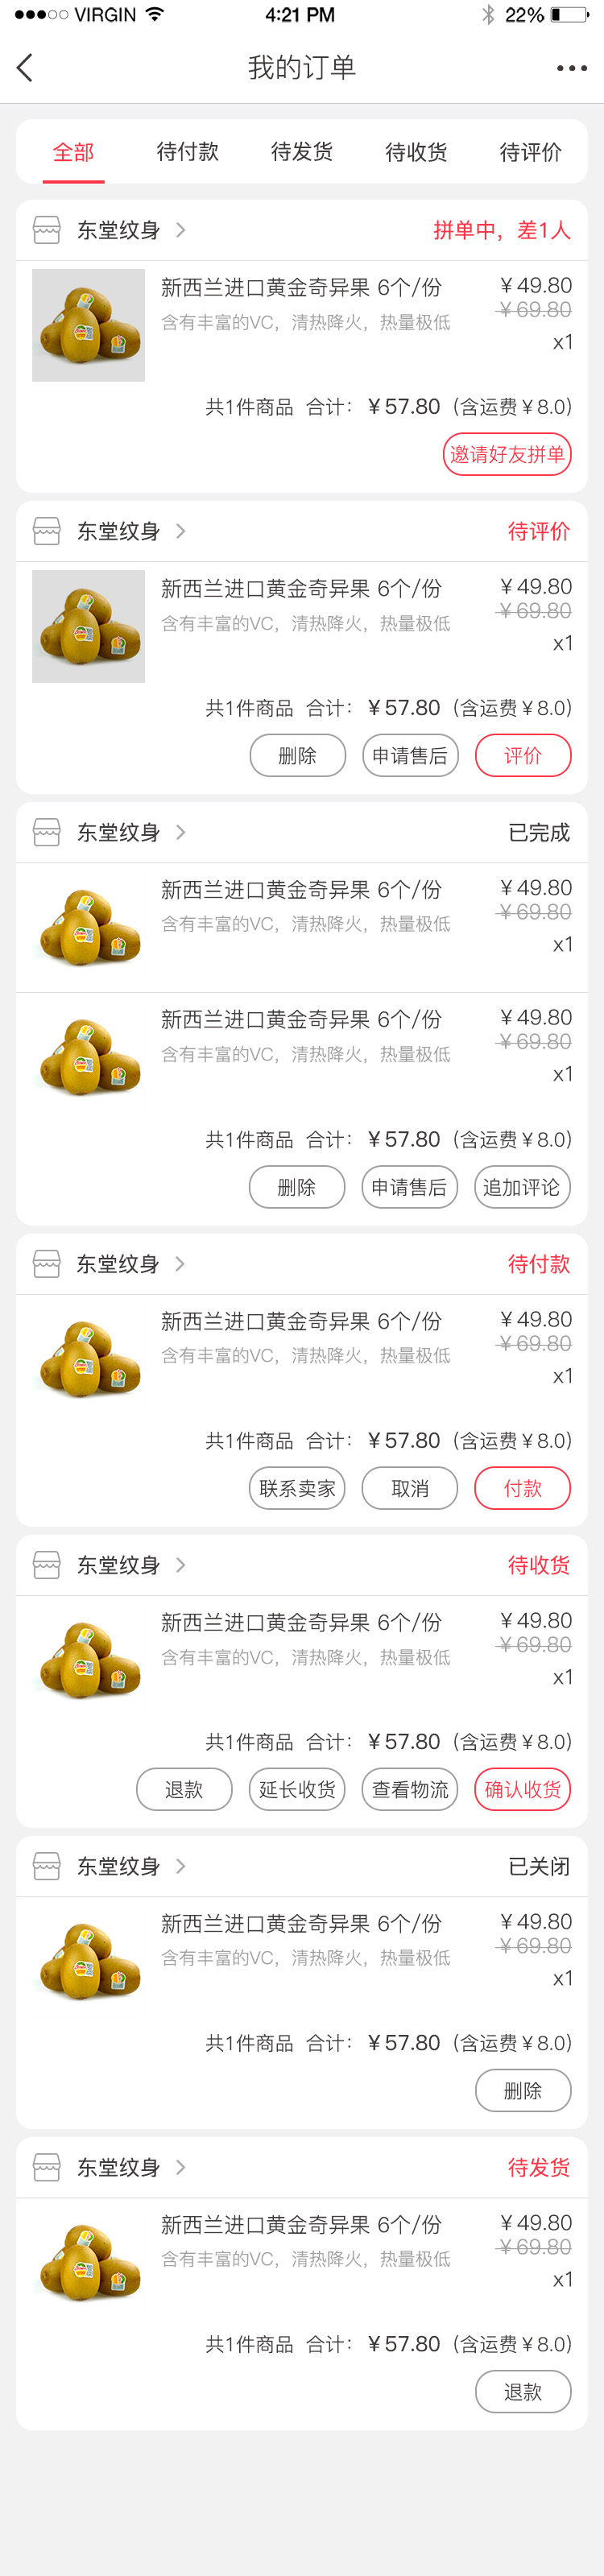 VIRGIN 4:21 PM 22%
我的订单
全部 待付款 待发货 待收货 待评价
东堂纹身 拼单中，差1人
新西兰进口黄金奇异果 6个/份 ￥49.80
含有丰富的VC，清热降火，热量极低 ￥69.80
x1
共1件商品 合计：￥57.80（含运费￥8.0）
邀请好友拼单
东堂纹身 待评价
新西兰进口黄金奇异果 6个/份 ￥49.80
含有丰富的VC，清热降火，热量极低 ￥69.80
x1
共1件商品 合计：￥57.80（含运费￥8.0）
删除 申请售后 评价
东堂纹身 已完成
新西兰进口黄金奇异果 6个/份 ￥49.80
含有丰富的VC，清热降火，热量极低 ￥69.80
x1
新西兰进口黄金奇异果 6个/份 ￥49.80
含有丰富的VC，清热降火，热量极低 ￥69.80
x1
共1件商品 合计：￥57.80（含运费￥8.0）
删除 申请售后 追加评论
东堂纹身 待付款
新西兰进口黄金奇异果 6个/份 ￥49.80
含有丰富的VC，清热降火，热量极低 ￥69.80
x1
共1件商品 合计：￥57.80（含运费￥8.0）
联系卖家 取消 付款
东堂纹身 待收货
新西兰进口黄金奇异果 6个/份 ￥49.80
含有丰富的VC，清热降火，热量极低 ￥69.80
x1
共1件商品 合计：￥57.80（含运费￥8.0）
退款 延长收货 查看物流 确认收货
东堂纹身 已关闭
新西兰进口黄金奇异果 6个/份 ￥49.80
含有丰富的VC，清热降火，热量极低 ￥69.80
x1
共1件商品 合计：￥57.80（含运费￥8.0）
删除
东堂纹身 待发货
新西兰进口黄金奇异果 6个/份 ￥49.80
含有丰富的VC，清热降火，热量极低 ￥69.80
x1
共1件商品 合计：￥57.80（含运费￥8.0）
退款